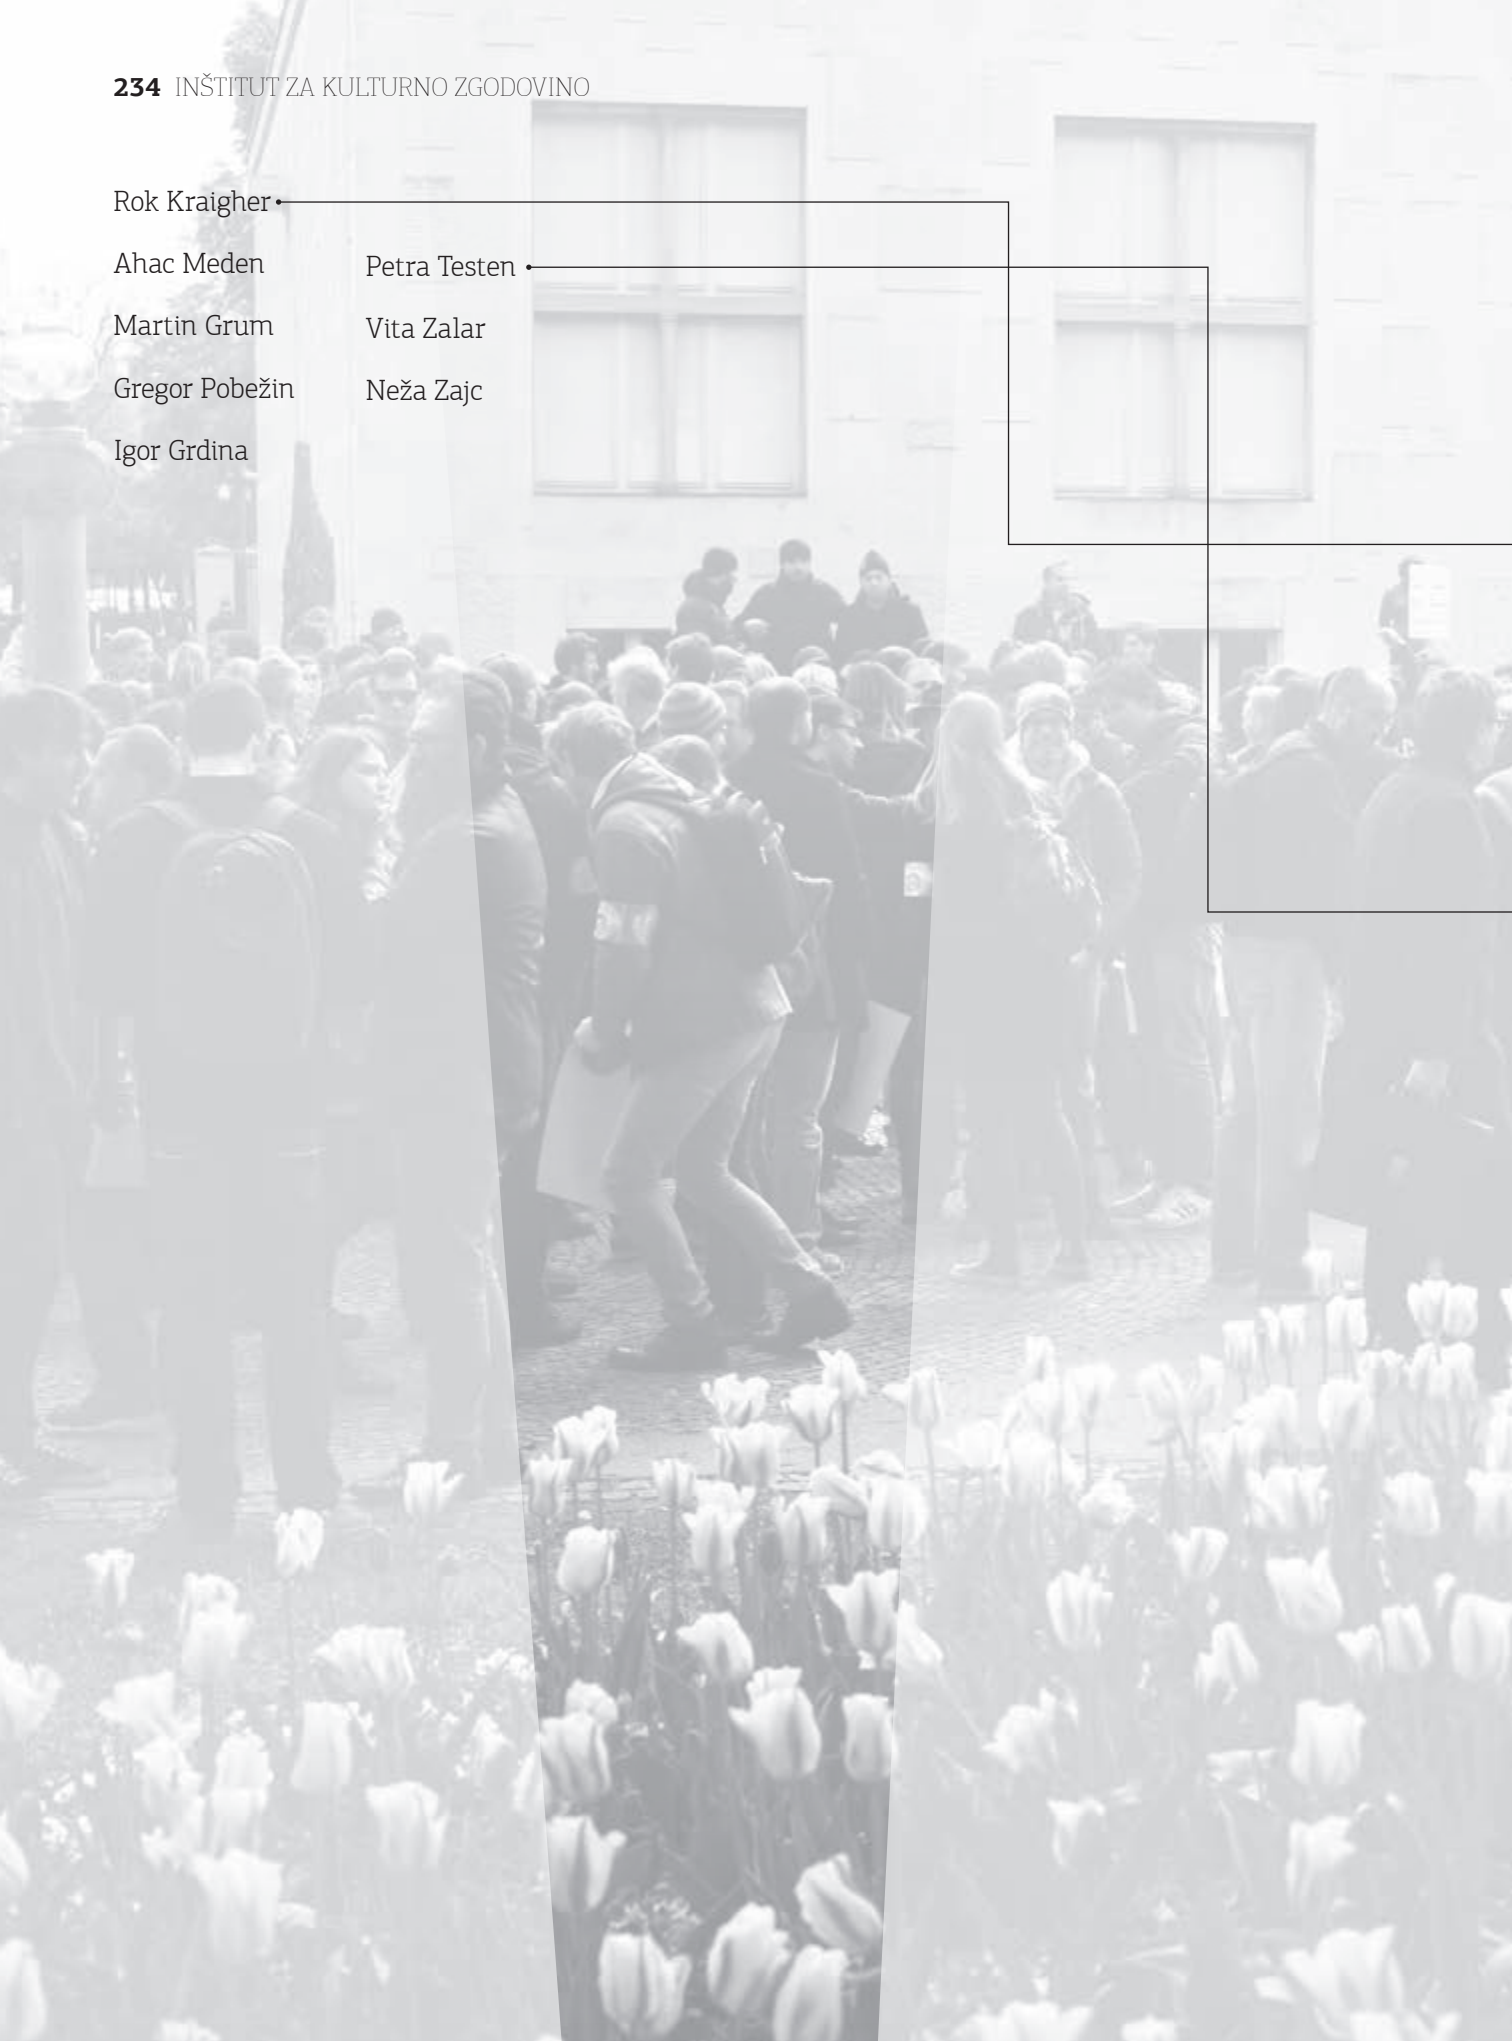 234 INŠTITUT ZA KULTURNO ZGODOVINO
Rok Kraigher
Ahac Meden
Martin Grum
Gregor Pobežin
Igor Grdina
Petra Testen
Vita Zalar
Neža Zajc